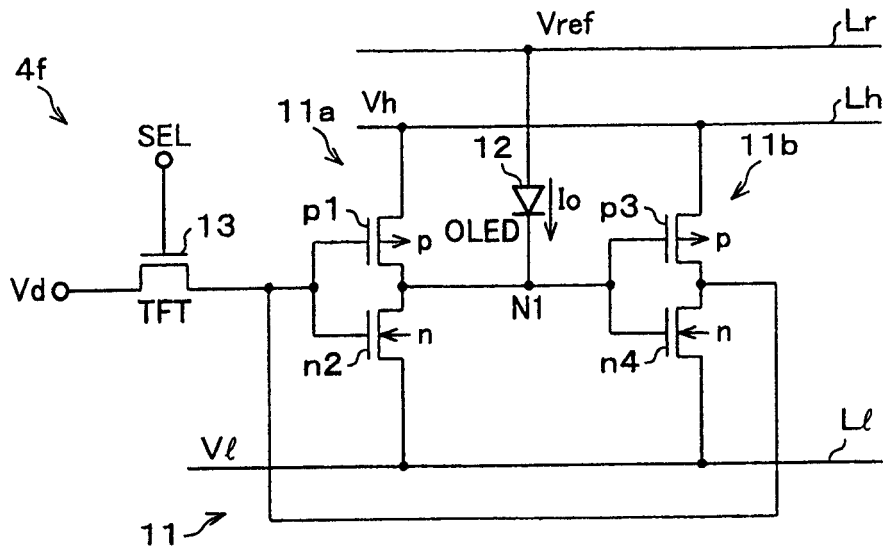 Vref
Lr
4f
Vh
Lh
11a
SEL
12
11b
p1
Io
p3
13
p
OLED
p
Vd
TFT
N1
n
n
n2
n4
Vℓ
Lℓ
11